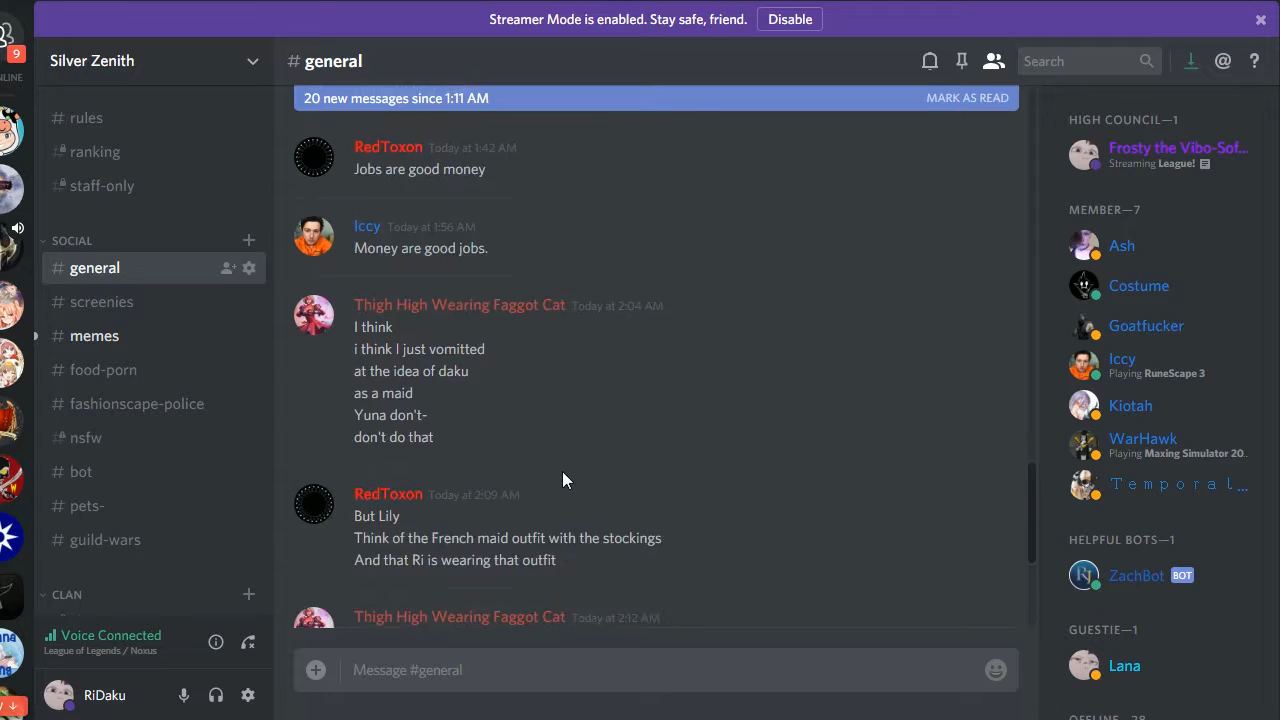 Streamer Mode is enabled. Stay safe, friend.
Disable
9
Silver Zenith
# general
Search
@
?
20 new messages since 1:11 AM
MARK AS READ
# rules
# ranking
# staff-only
SOCIAL
# general
# screenies
# memes
# food-porn
# fashionscape-police
# nsfw
# bot
# pets-
# guild-wars
CLAN
Voice Connected
League of Legends / Noxus
RiDaku
RedToxon Today at 1:42 AM
Jobs are good money
Iccy Today at 1:56 AM
Money are good jobs.
Thigh High Wearing Faggot Cat Today at 2:04 AM
I think
i think I just vomitted
at the idea of daku
as a maid
Yuna don't-
don't do that
RedToxon Today at 2:09 AM
But Lily
Think of the French maid outfit with the stockings
And that Ri is wearing that outfit
Thigh High Wearing Faggot Cat Today at 2:12 AM
Message #general
HIGH COUNCIL—1
Frosty the Vibo-Sof...
Streaming League!
MEMBER—7
Ash
Costume
Goatfucker
Iccy
Playing RuneScape 3
Kiotah
WarHawk
Playing Maxing Simulator 20..
Temporal...
HELPFUL BOTS—1
ZachBot BOT
GUESTIE—1
Lana
OFFLINE—28